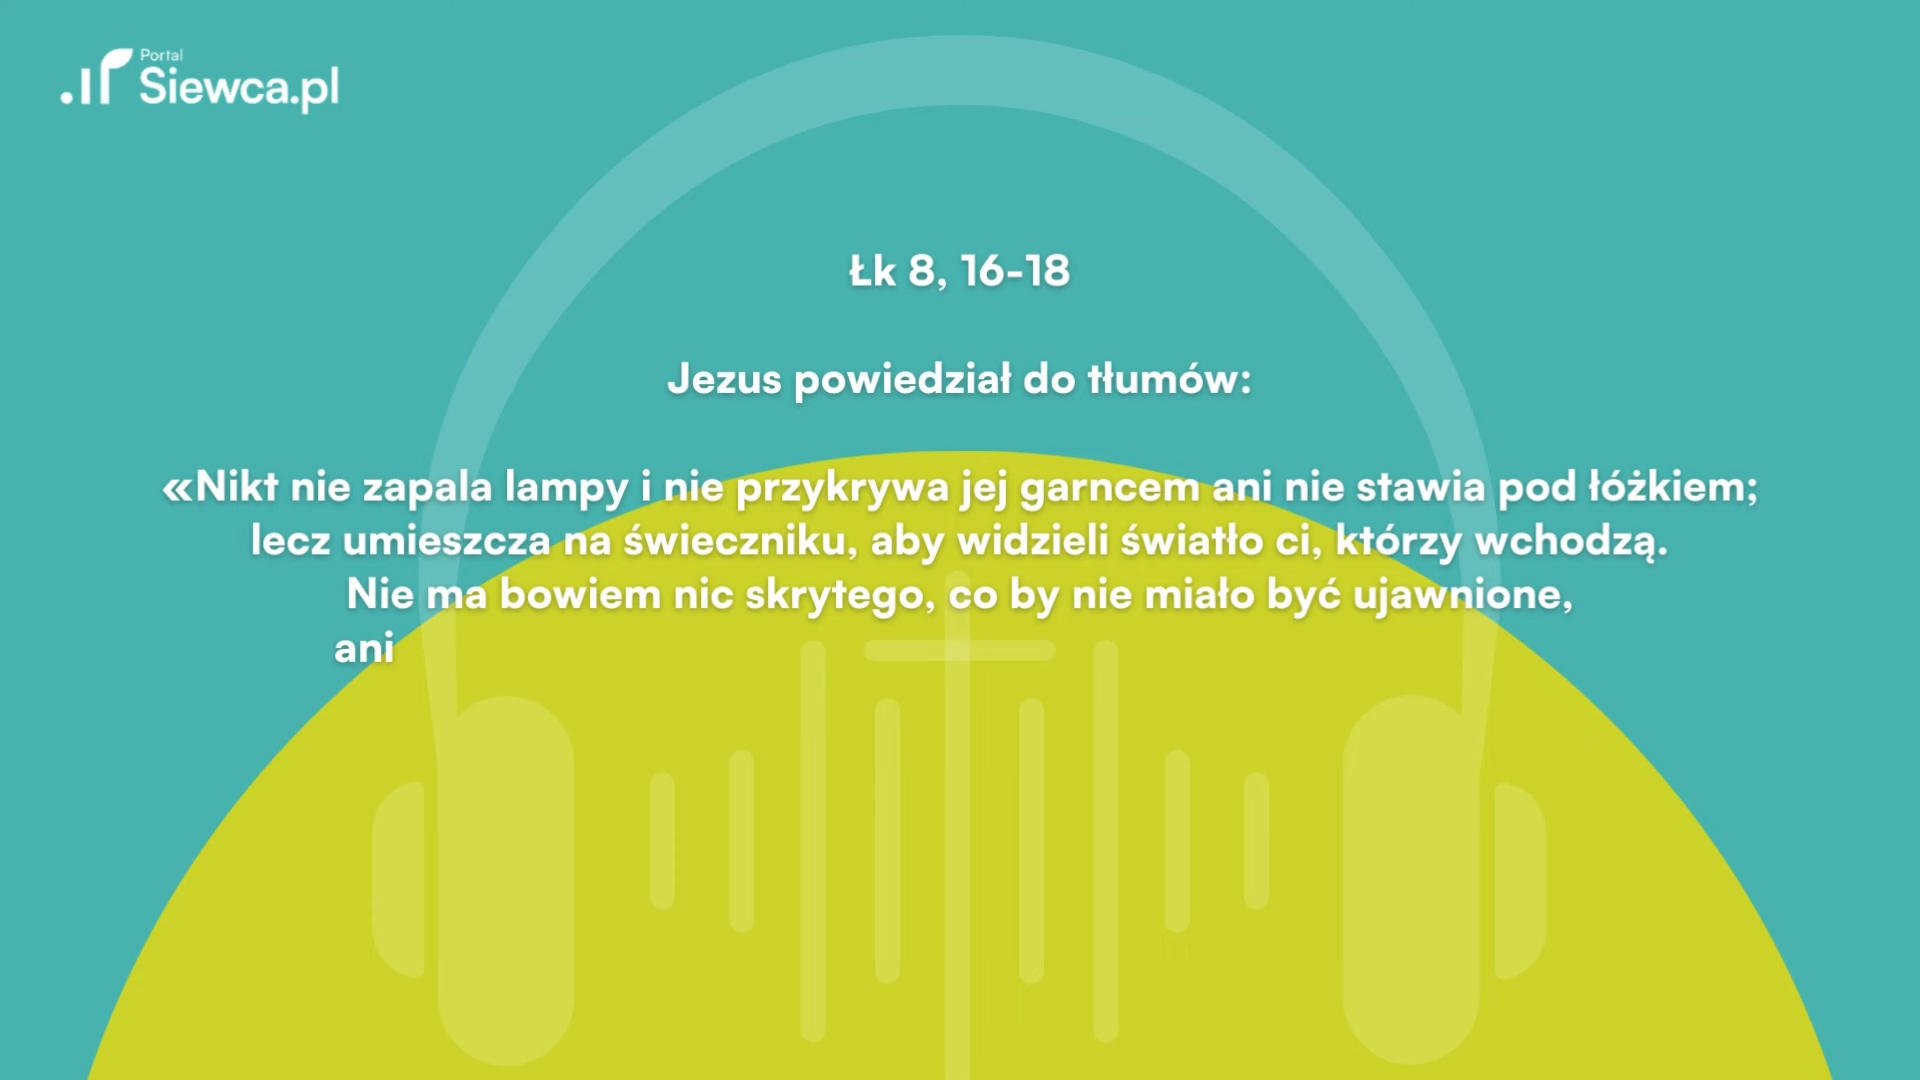 Portal
Siewca.pl
Łk 8, 16-18
Jezus powiedział do tłumów:
«Nikt nie zapala lampy i nie przykrywa jej garncem ani nie stawia pod łóżkiem;
lecz umieszcza na świeczniku, aby widzieli światło ci, którzy wchodzą.
Nie ma bowiem nic skrytego, co by nie miało być ujawnione,
ani